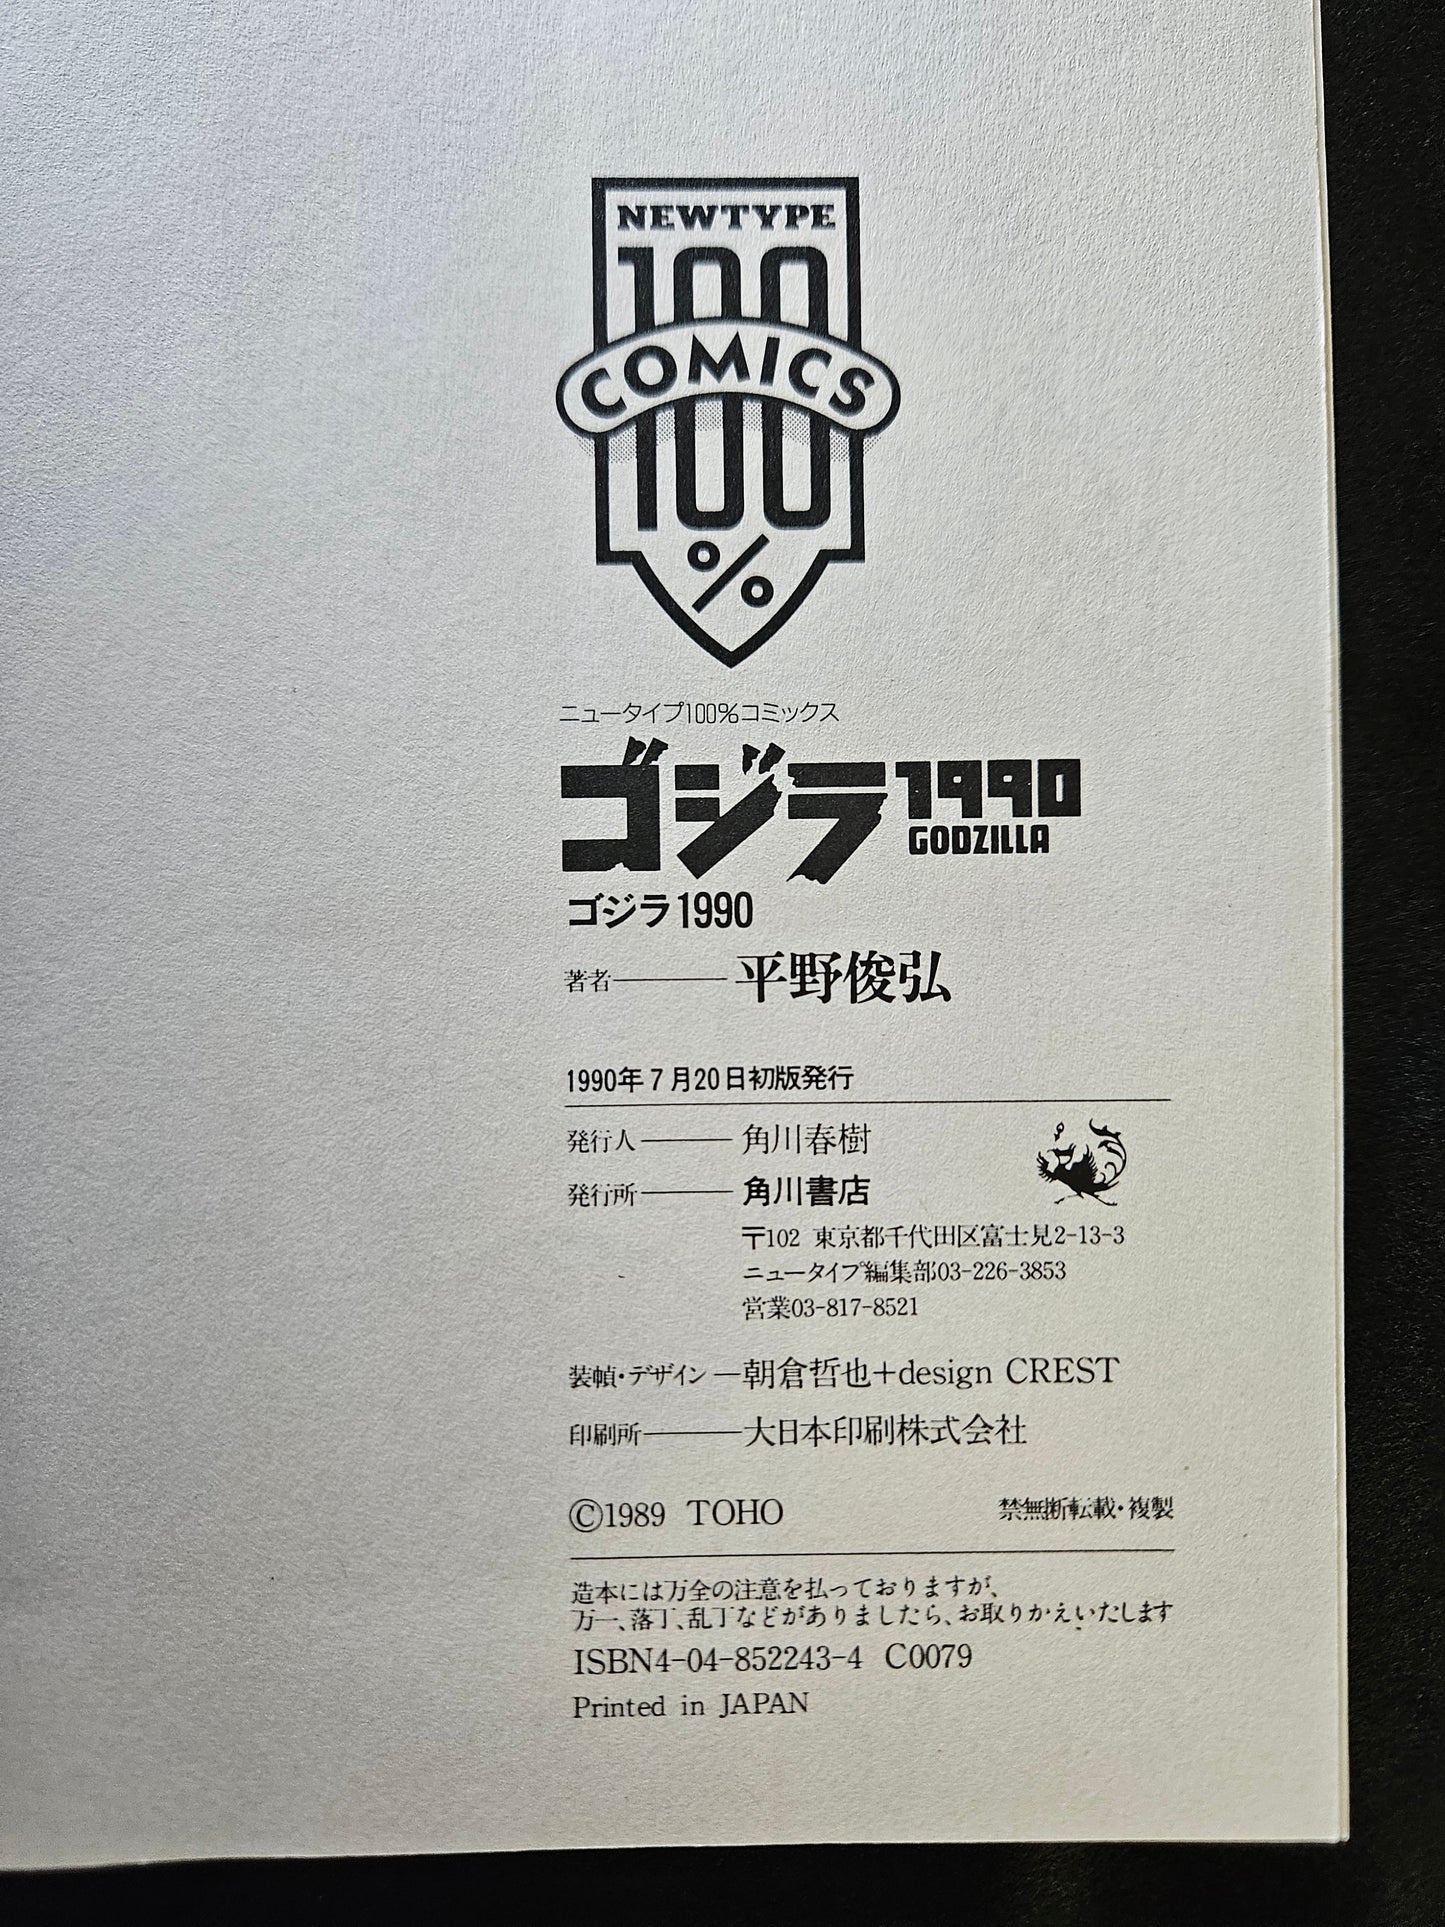 NEWTYPE
100
COMICS
100
%
ニュータイプ100%コミックス
ゴジラ1990
GODZILLA
ゴジラ1990
著者――平野俊弘
1990年7月20日初版発行
発行人――角川春樹
発行所――角川書店
〒102 東京都千代田区富士見2-13-3
ニュータイプ編集部03-226-3853
営業03-817-8521
装幀・デザイン―朝倉哲也+design CREST
印刷所――大日本印刷株式会社
©1989 TOHO 禁無断転載・複製
造本には万全の注意を払っておりますが、
万一、落丁、乱丁などがありましたら、お取りかえいたします
ISBN4-04-852243-4 C0079
Printed in JAPAN